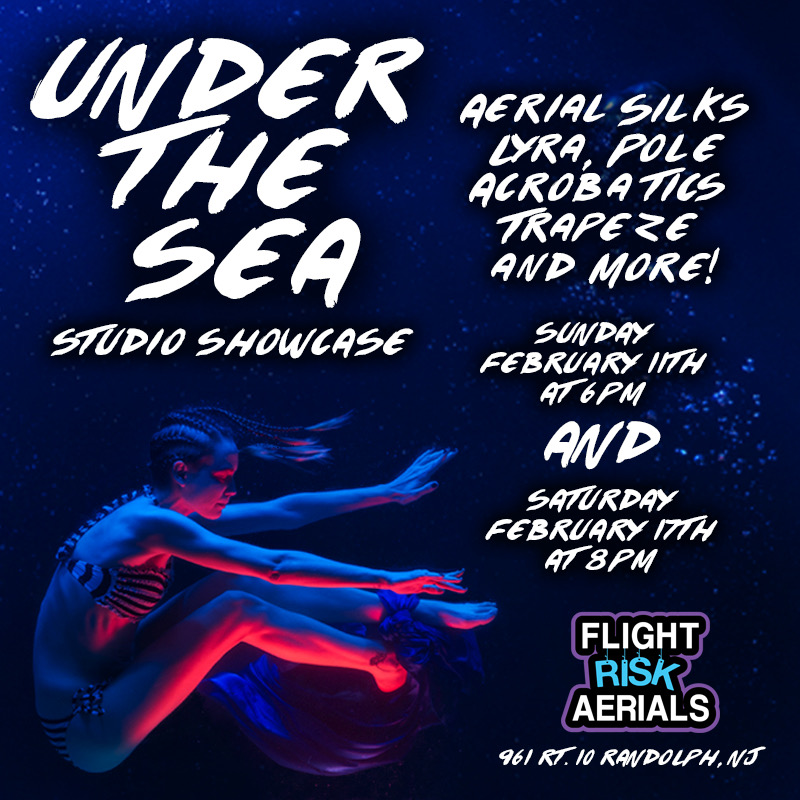 UNDER
THE
SEA
STUDIO SHOWCASE
AERIAL SILKS
LYRA, POLE
ACROBATICS
TRAPEZE
AND MORE!
SUNDAY
FEBRUARY 11TH
AT 6PM
AND
SATURDAY
FEBRUARY 17TH
AT 8PM
FLIGHT
RISK
AERIALS
961 RT. 10 RANDOLPH, NJ